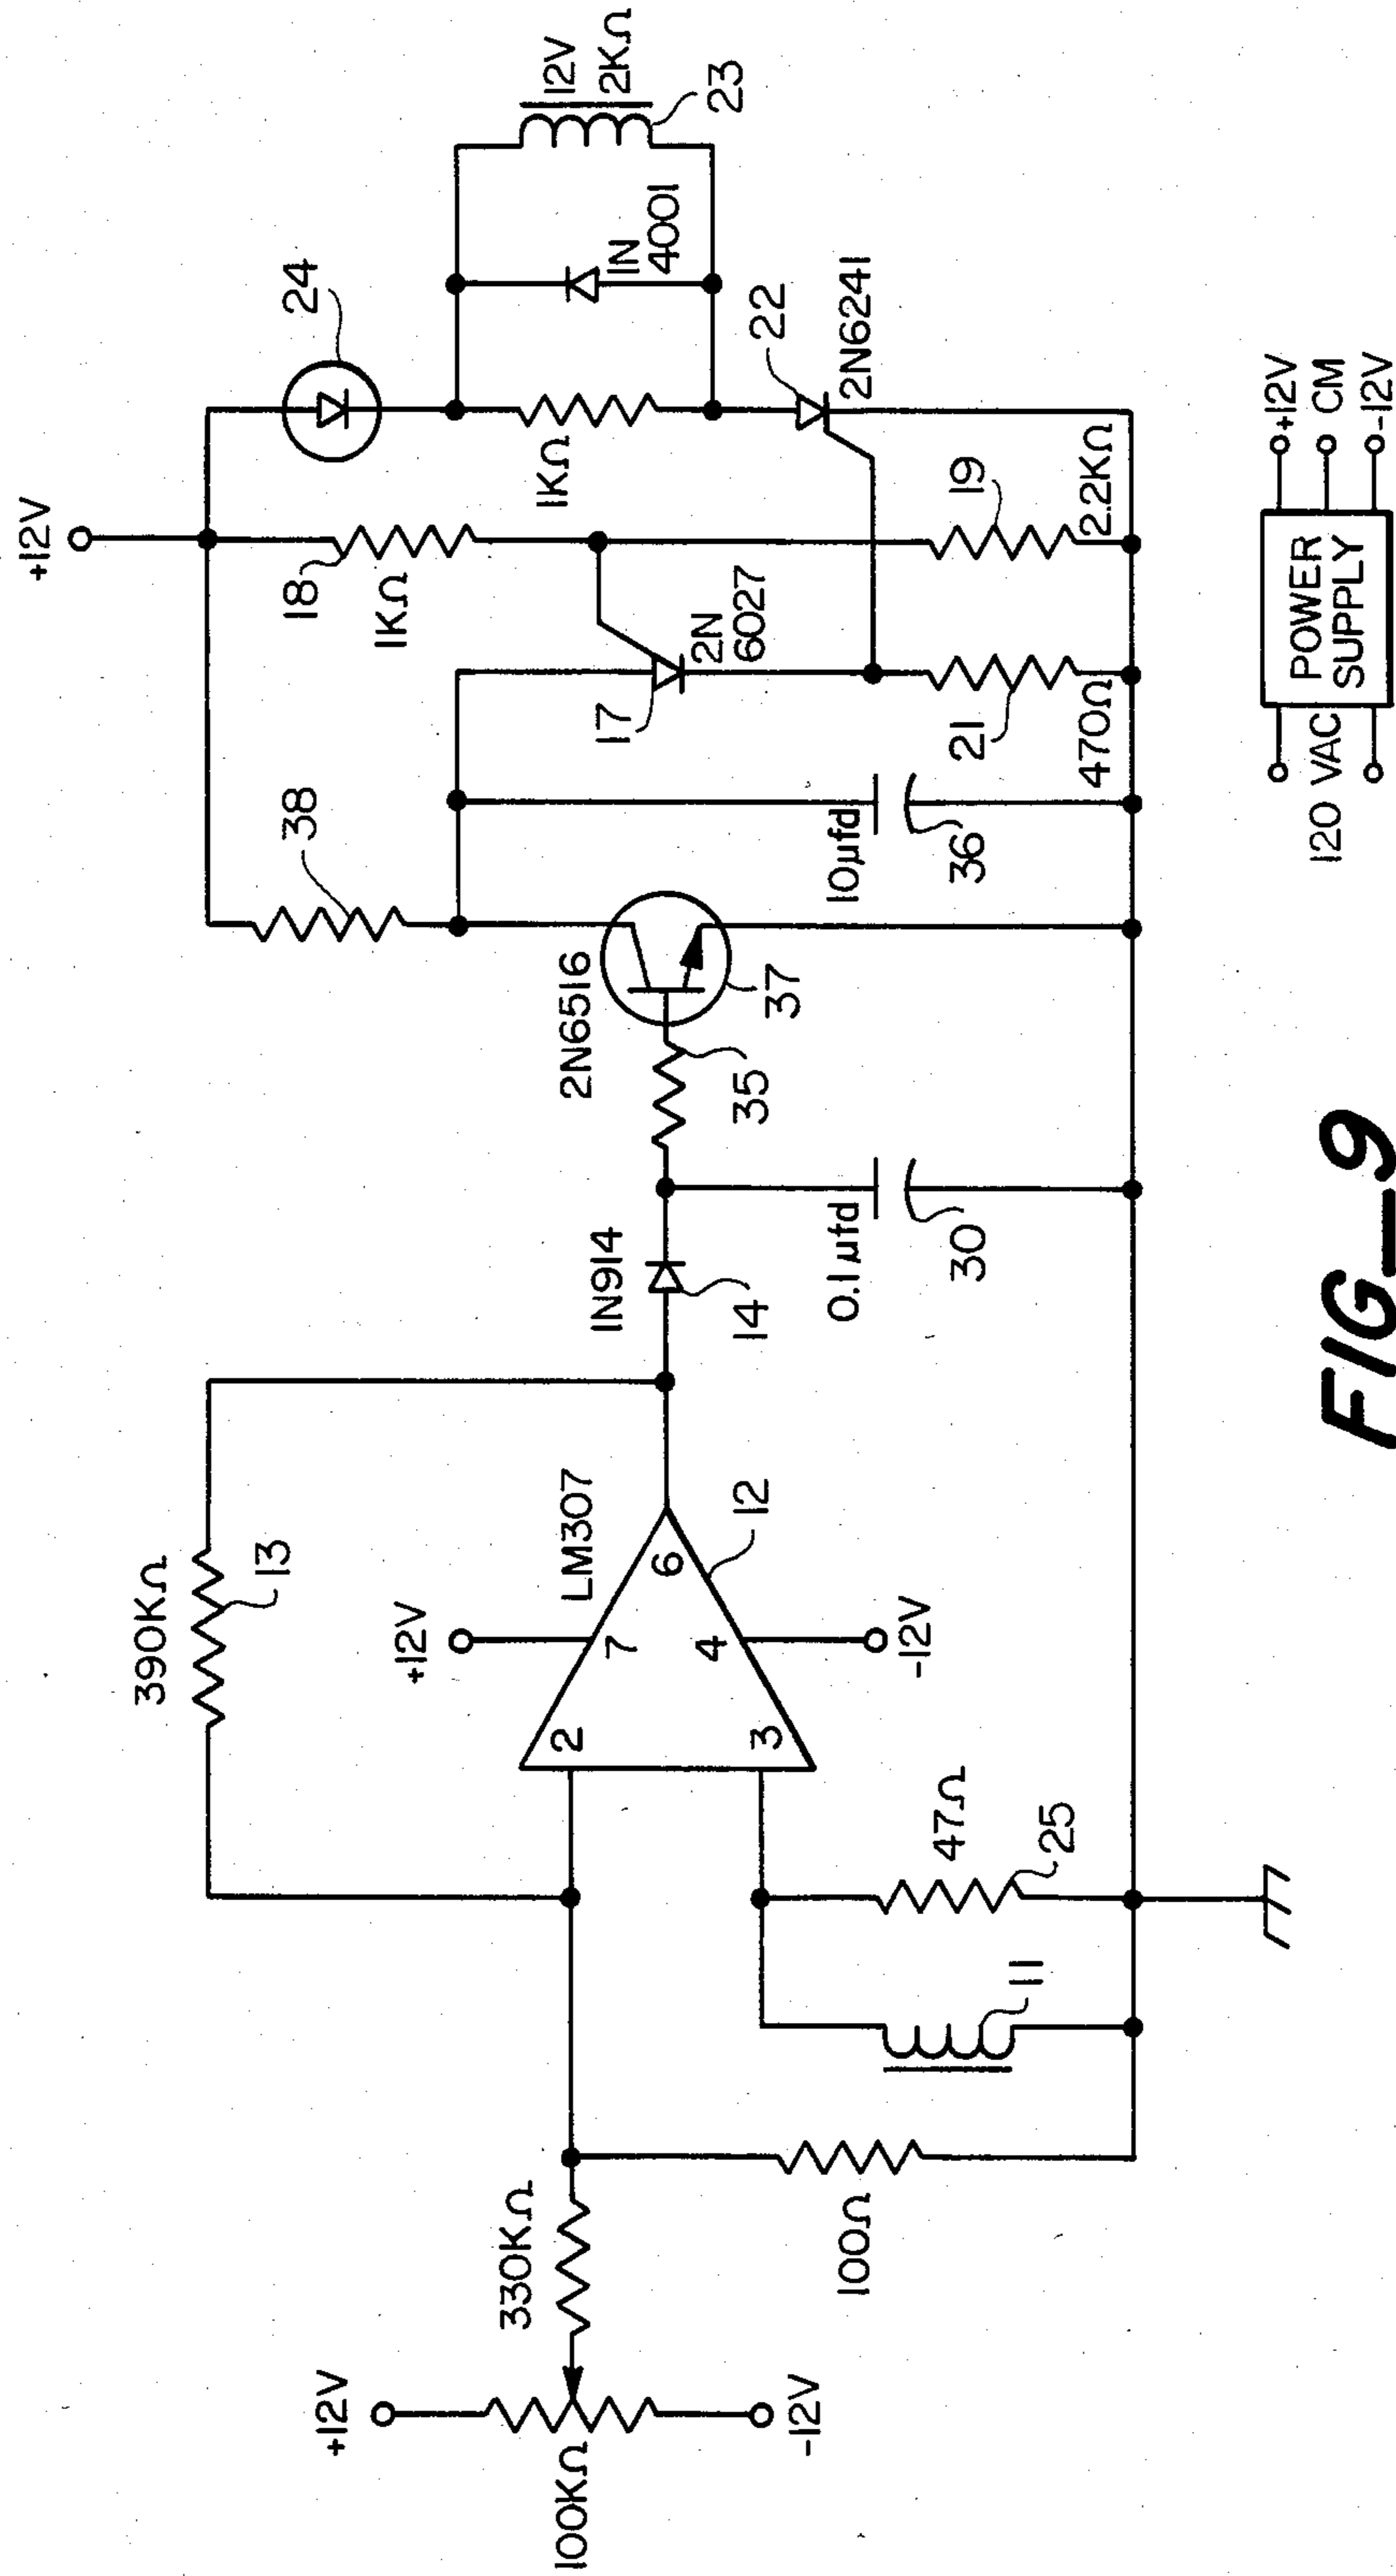 +12V
100KΩ
-12V
330KΩ
100Ω
11
47Ω
25
390KΩ
13
+12V
LM307
2
7
6
3
4
12
-12V
1N914
14
0.1µfd
30
35
2N6516
37
38
10µfd
36
+12V
18
1KΩ
17
2N
6027
21
470Ω
19
2.2KΩ
24
1KΩ
22
2N6241
1N
4001
12V
2KΩ
23
120 VAC
POWER
SUPPLY
+12V
CM
-12V
FIG_9